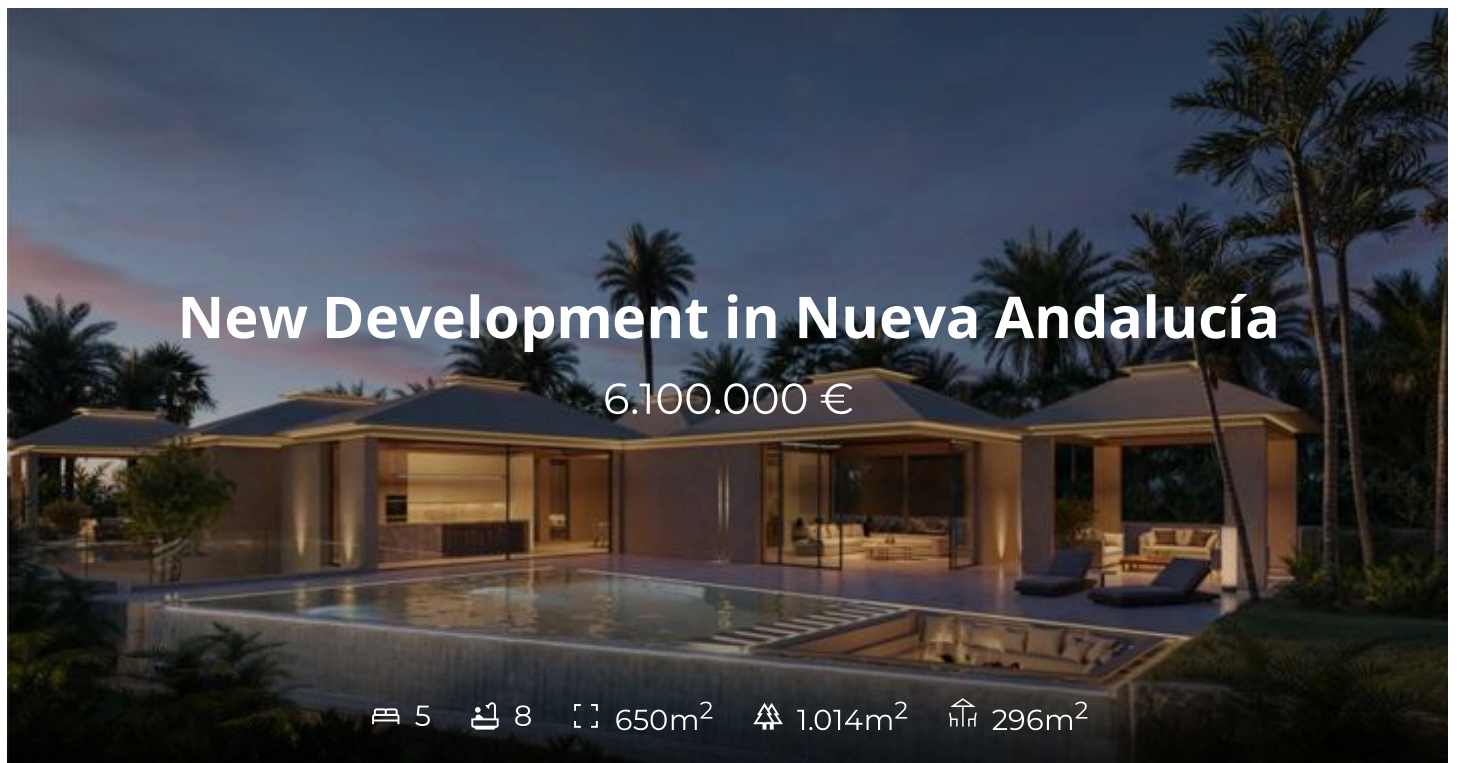 New Development in Nueva Andalucía
6.100.000 €
5 8 650m² 1.014m² 296m²